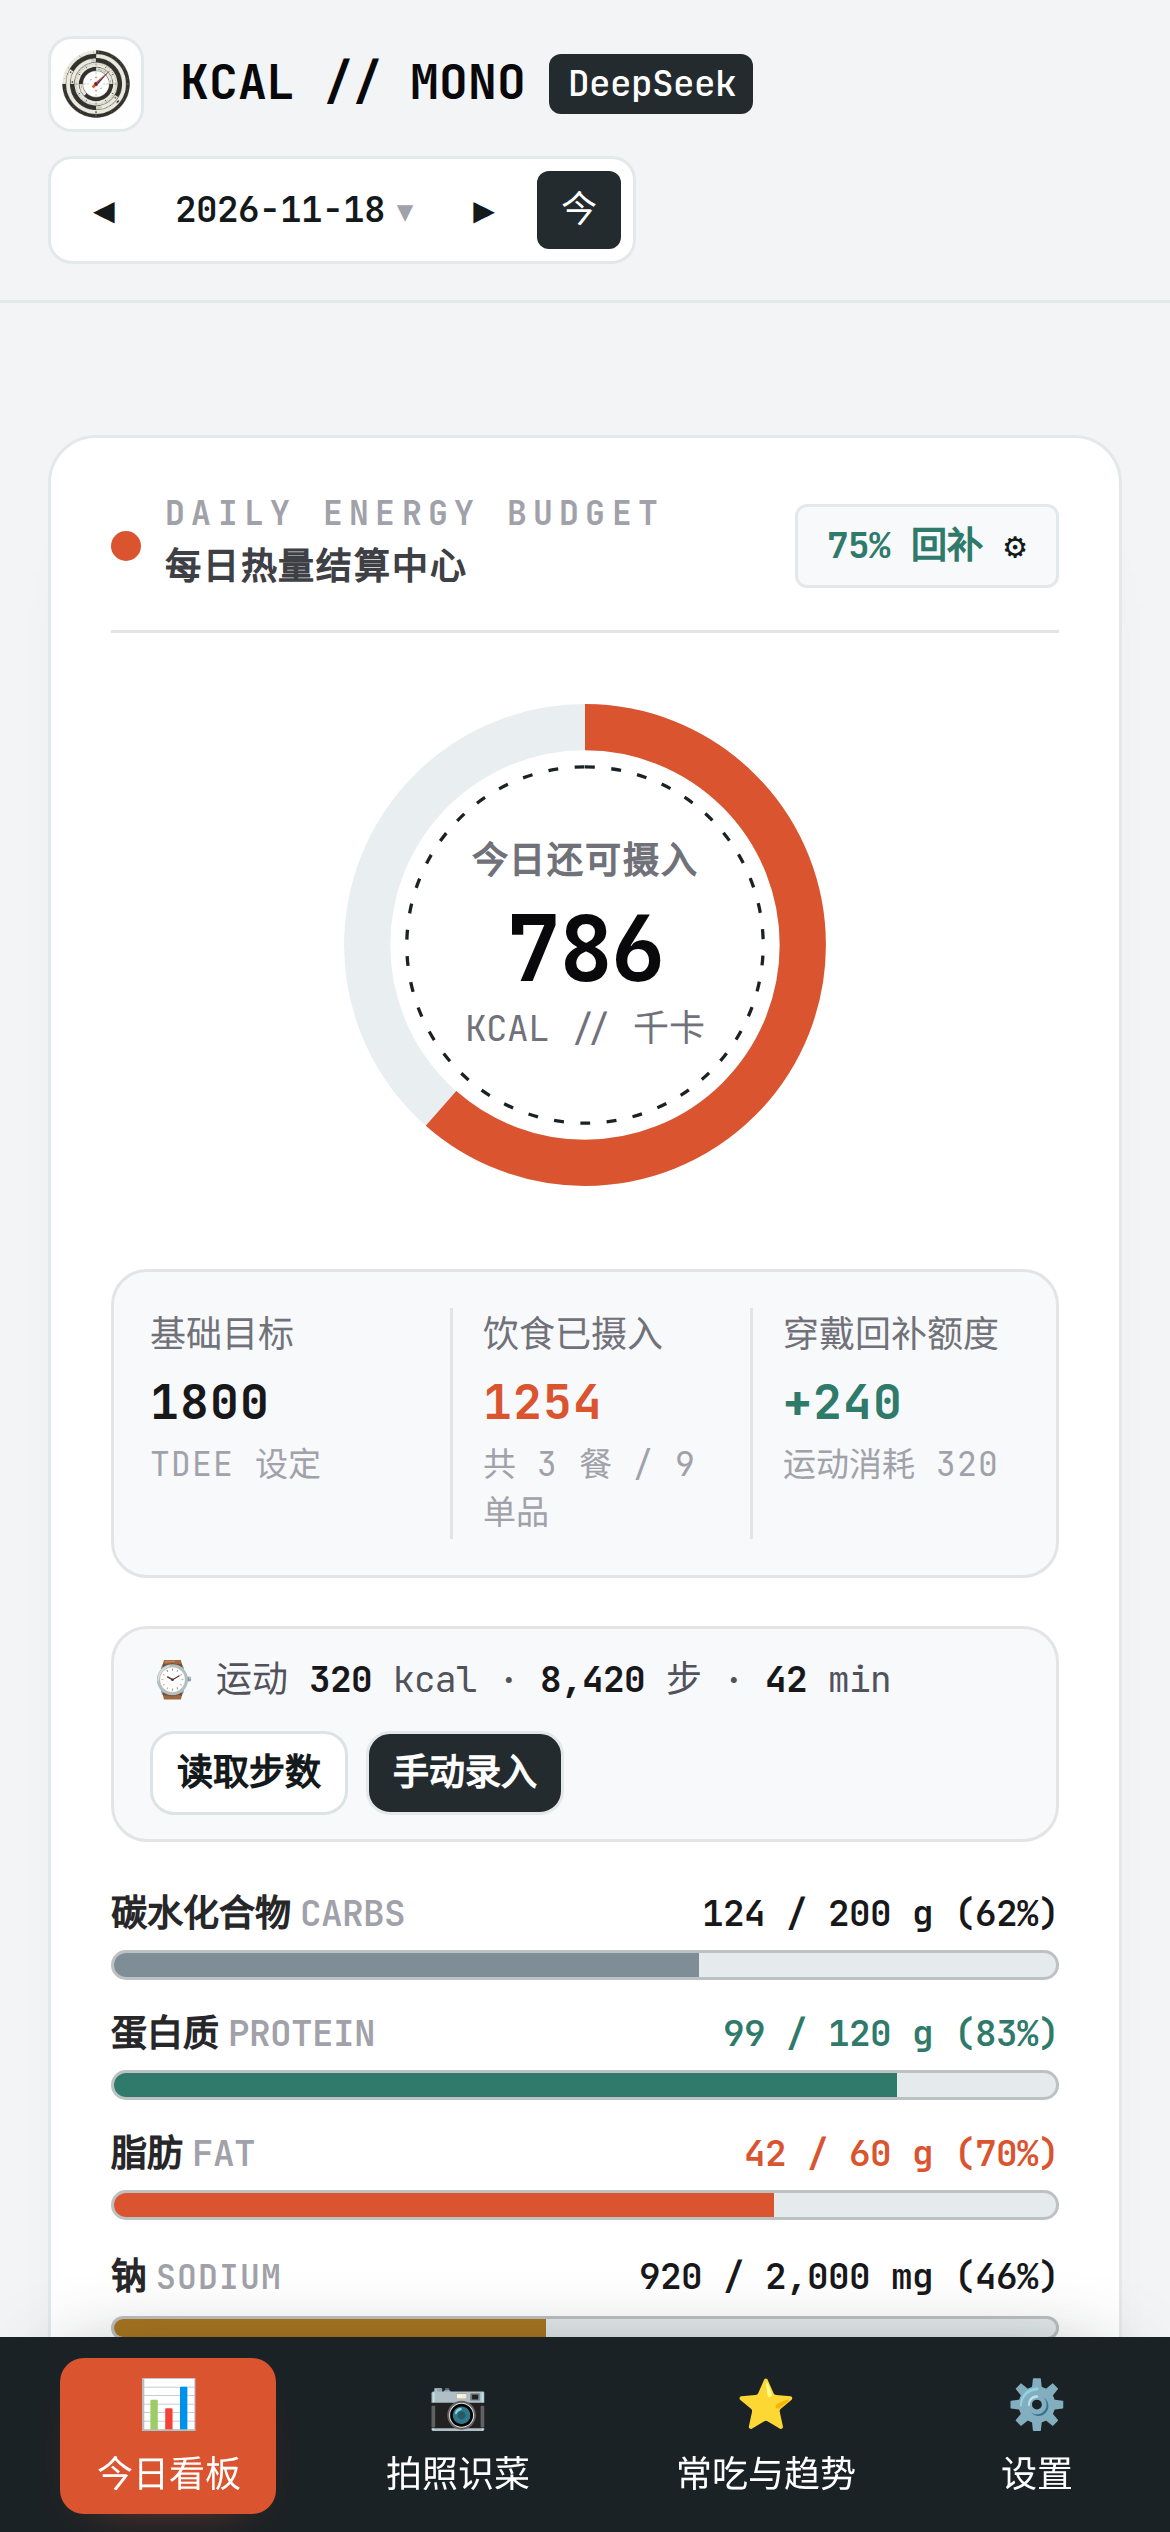 KCAL // MONO DeepSeek
◀ 2026-11-18 ▼ ▶ 今
DAILY ENERGY BUDGET
每日热量结算中心
75% 回补 ⚙
今日还可摄入
786
KCAL // 千卡
基础目标
1800
TDEE 设定
饮食已摄入
1254
共 3 餐 / 9
单品
穿戴回补额度
+240
运动消耗 320
⌚ 运动 320 kcal · 8,420 步 · 42 min
读取步数 手动录入
碳水化合物 CARBS 124 / 200 g (62%)
蛋白质 PROTEIN 99 / 120 g (83%)
脂肪 FAT 42 / 60 g (70%)
钠 SODIUM 920 / 2,000 mg (46%)
今日看板 拍照识菜 常吃与趋势 设置